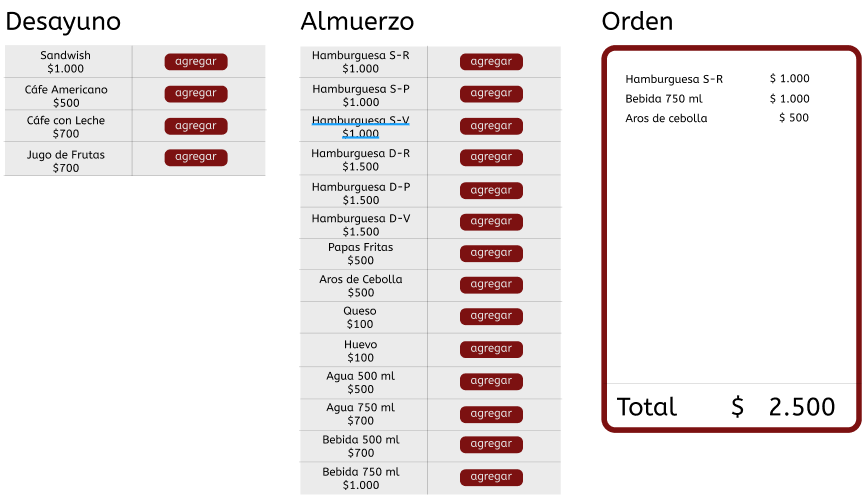 Desayuno
Sandwish
$1.000
agregar
Cáfe Americano
$500
agregar
Cáfe con Leche
$700
agregar
Jugo de Frutas
$700
agregar
Almuerzo
Hamburguesa S-R
$1.000
agregar
Hamburguesa S-P
$1.000
agregar
Hamburguesa S-V
$1.000
agregar
Hamburguesa D-R
$1.500
agregar
Hamburguesa D-P
$1.500
agregar
Hamburguesa D-V
$1.500
agregar
Papas Fritas
$500
agregar
Aros de Cebolla
$500
agregar
Queso
$100
agregar
Huevo
$100
agregar
Agua 500 ml
$500
agregar
Agua 750 ml
$700
agregar
Bebida 500 ml
$700
agregar
Bebida 750 ml
$1.000
agregar
Orden
Hamburguesa S-R $ 1.000
Bebida 750 ml $ 1.000
Aros de cebolla $ 500
Total $ 2.500